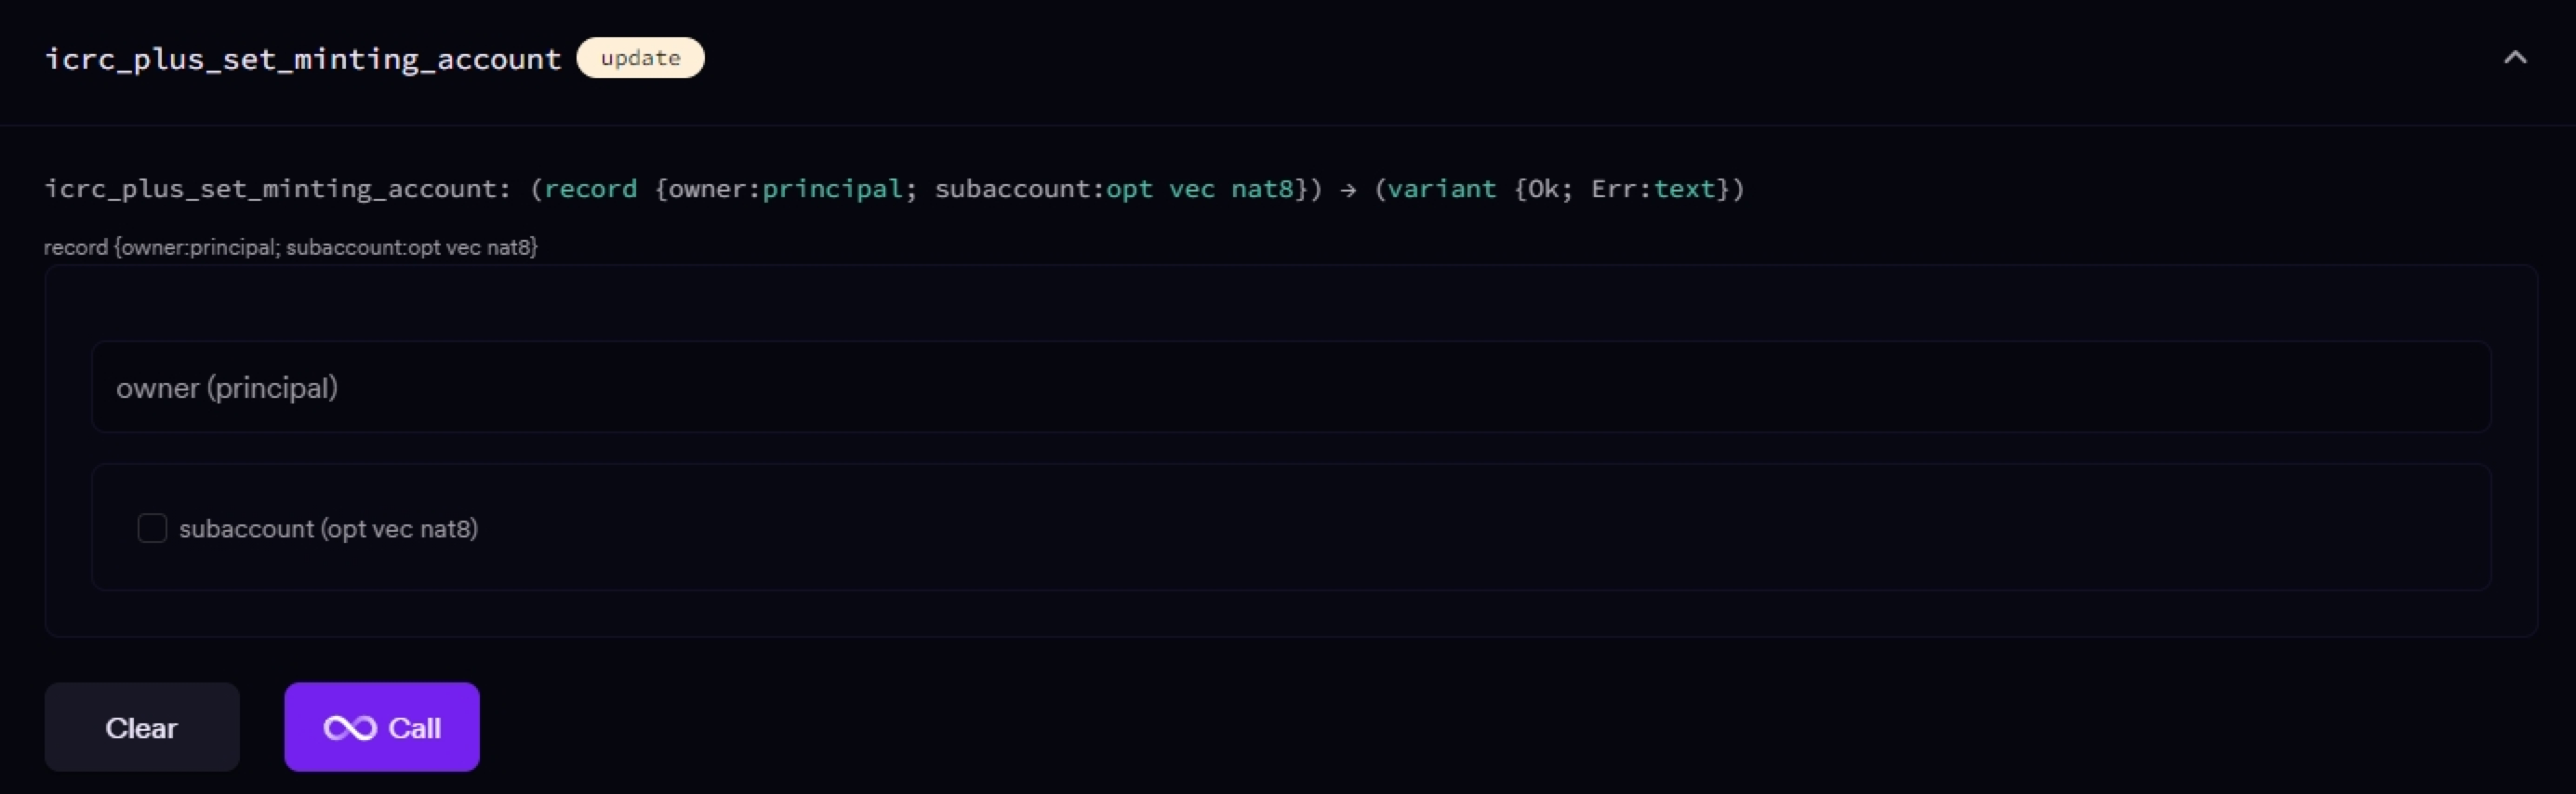 icrc_plus_set_minting_account update
icrc_plus_set_minting_account: (record {owner:principal; subaccount:opt vec nat8}) → (variant {Ok; Err:text})
record {owner:principal; subaccount:opt vec nat8}
owner (principal)
subaccount (opt vec nat8)
Clear Call